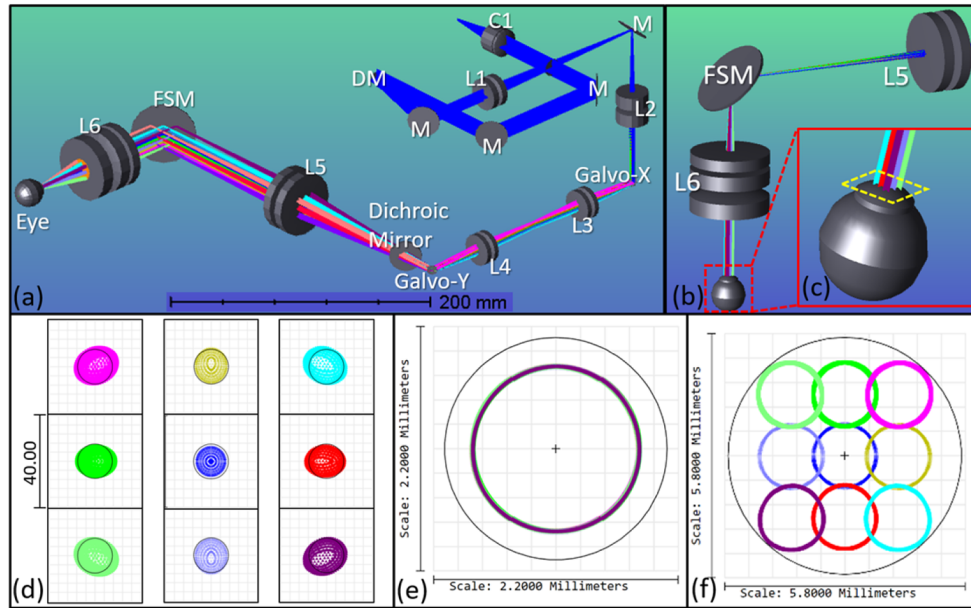 C1
M
DM
L1
M
L2
M
M
FSM
L6
L5
Eye
Galvo-X
Dichroic
Mirror
L3
L4
Galvo-Y
200 mm
(a)
FSM
L5
L6
(b)
(c)
40.00
(d)
Scale: 2.2000 Millimeters
Scale: 2.2000 Millimeters
(e)
Scale: 5.8000 Millimeters
Scale: 5.8000 Millimeters
(f)